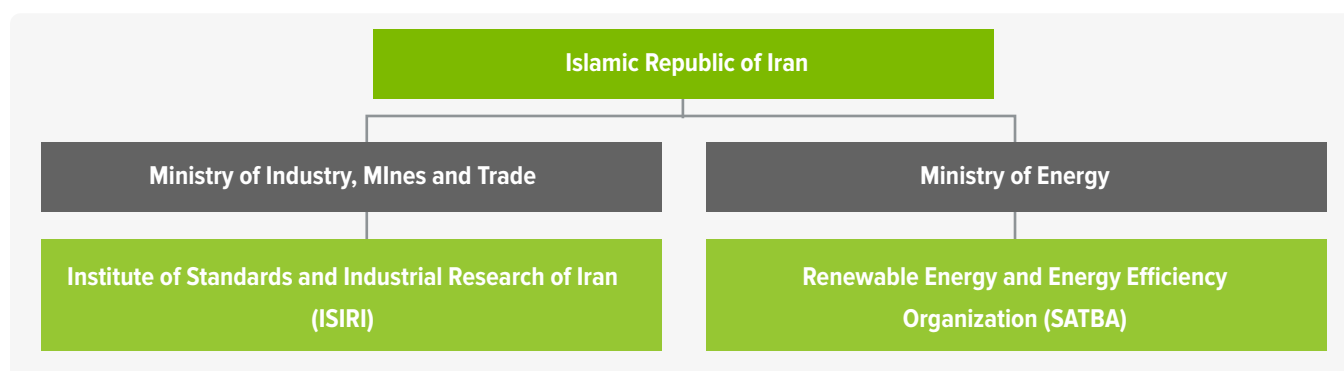 Islamic Republic of Iran
Ministry of Industry, MInes and Trade
Ministry of Energy
Institute of Standards and Industrial Research of Iran
(ISIRI)
Renewable Energy and Energy Efficiency
Organization (SATBA)